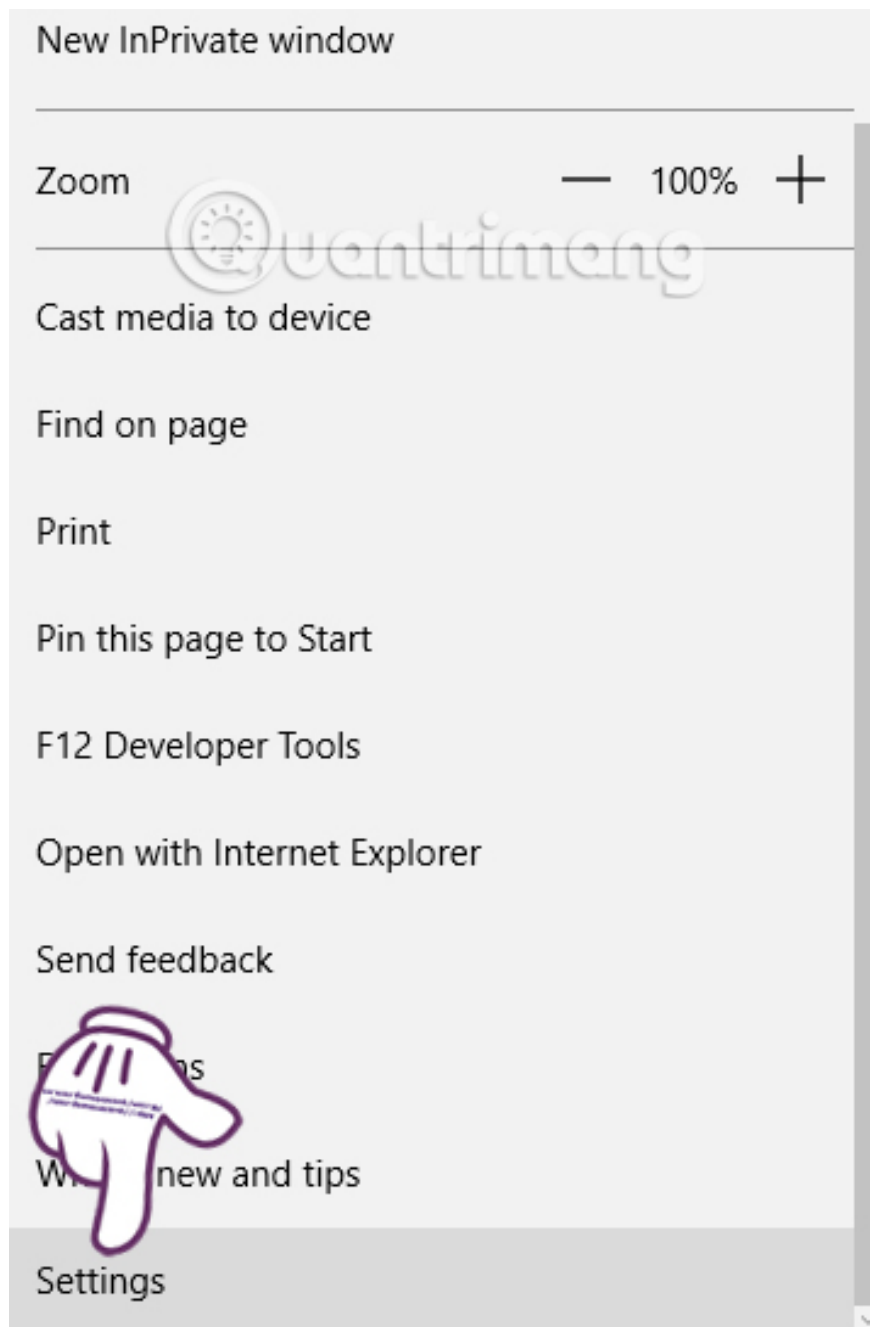 New InPrivate window
Zoom — 100% +
Quantrimang
Cast media to device
Find on page
Print
Pin this page to Start
F12 Developer Tools
Open with Internet Explorer
Send feedback
new and tips
Settings